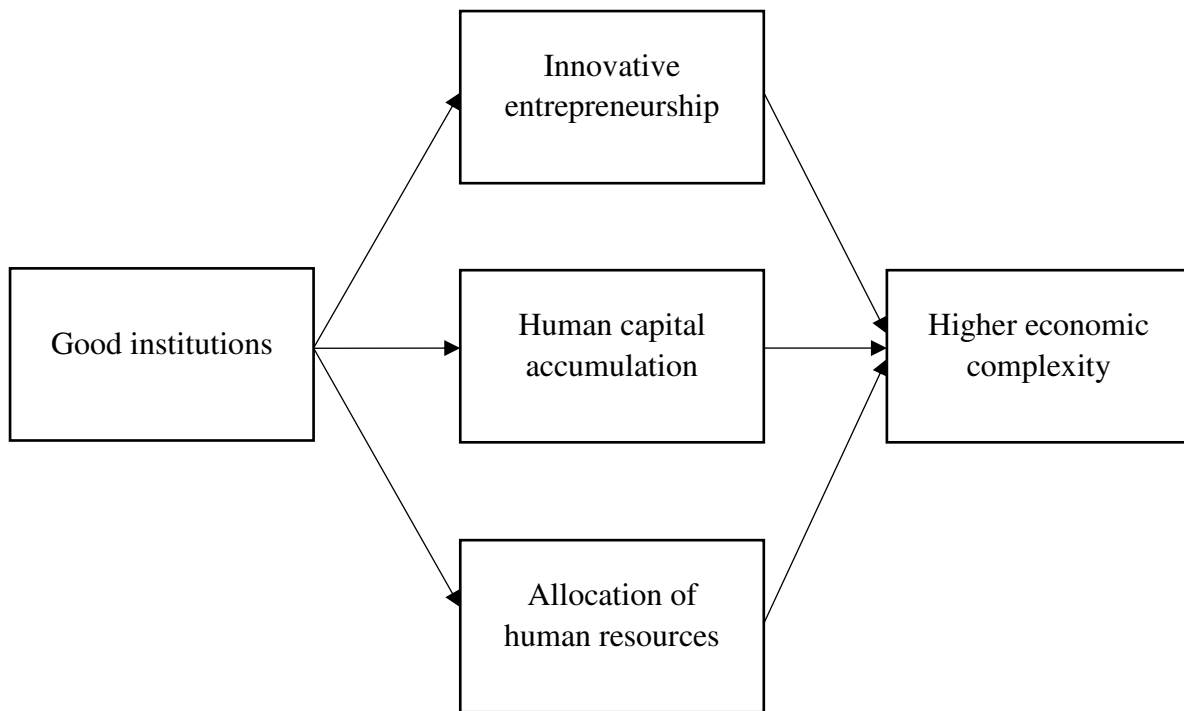 Innovative
entrepreneurship
Good institutions
Human capital
accumulation
Higher economic
complexity
Allocation of
human resources